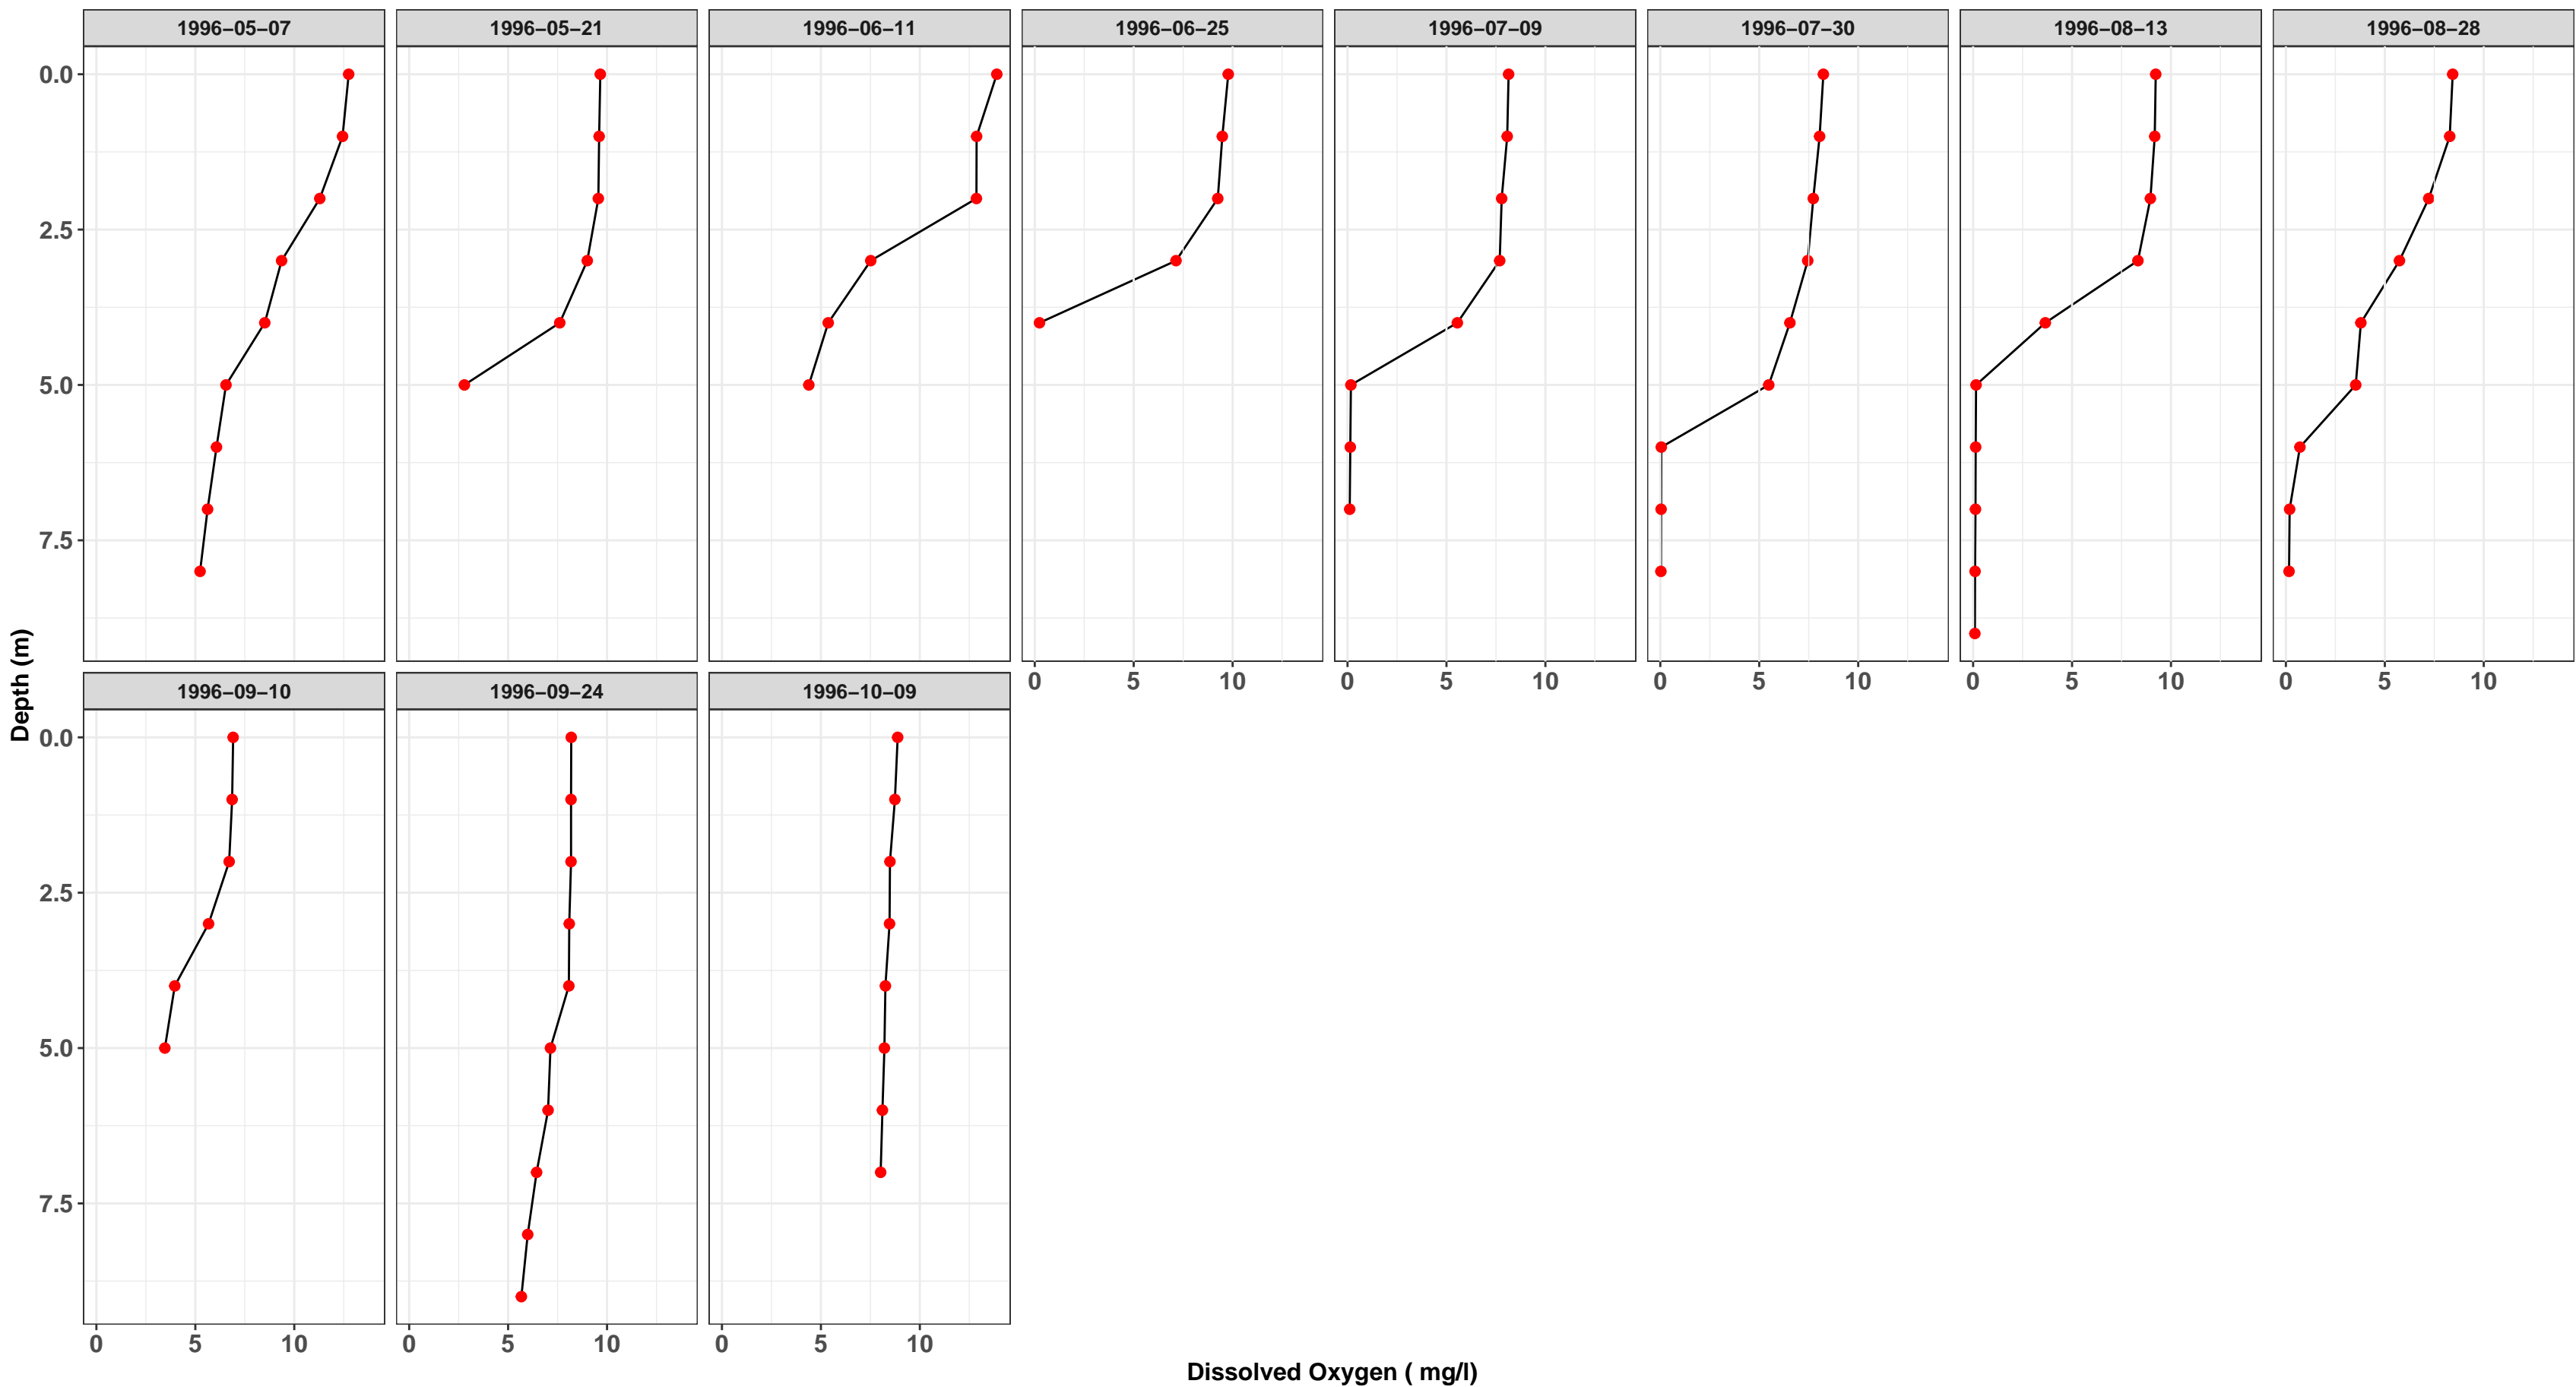 1996–05–07 1996–05–21 1996–06–11 1996–06–25 1996–07–09 1996–07–30 1996–08–13 1996–08–28
0.0
2.5
5.0
7.5
0 5 10 0 5 10 0 5 10 0 5 10 0 5 10
1996–09–10 1996–09–24 1996–10–09
0.0
2.5
5.0
7.5
0 5 10 0 5 10 0 5 10
Depth (m)
Dissolved Oxygen ( mg/l)